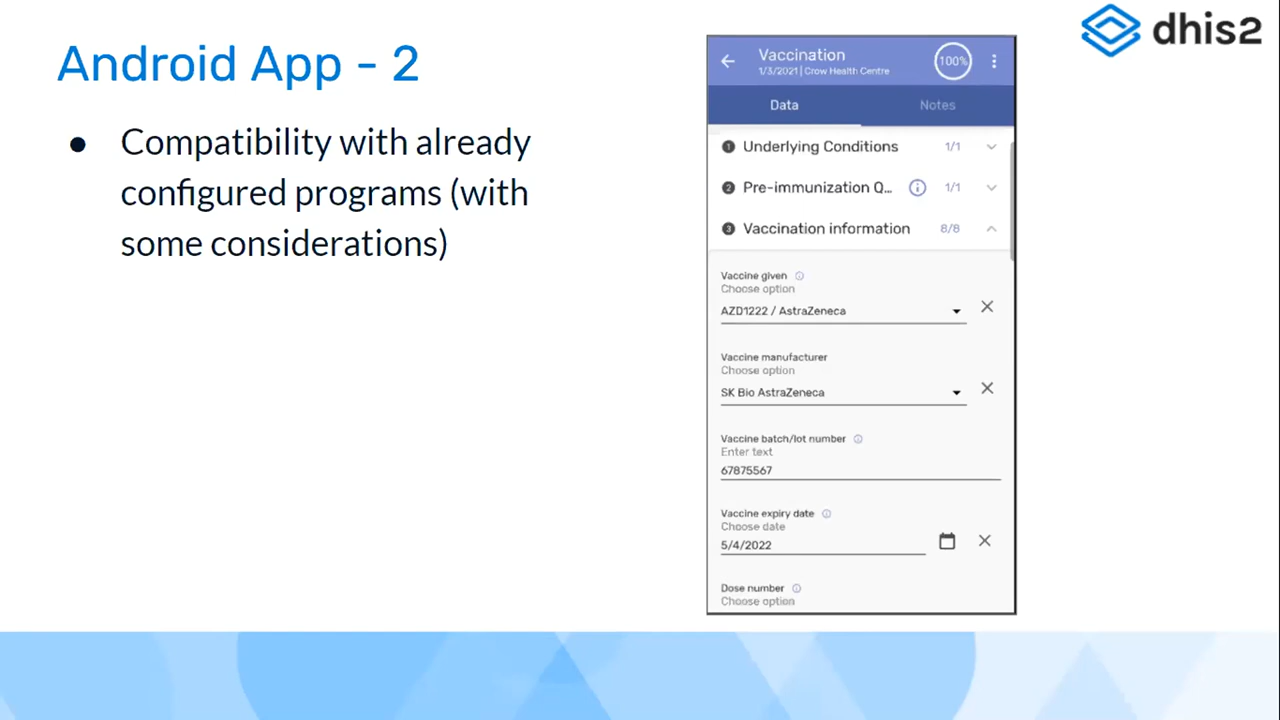 dhis2
Android App - 2
● Compatibility with already
configured programs (with
some considerations)
Vaccination
1/3/2021 | Crow Health Centre
100%
Data
Notes
1 Underlying Conditions 1/1
2 Pre-immunization Q... 1/1
3 Vaccination information 8/8
Vaccine given
Choose option
AZD1222 / AstraZeneca
Vaccine manufacturer
Choose option
SK Bio AstraZeneca
Vaccine batch/lot number
Enter text
67875567
Vaccine expiry date
Choose date
5/4/2022
Dose number
Choose option